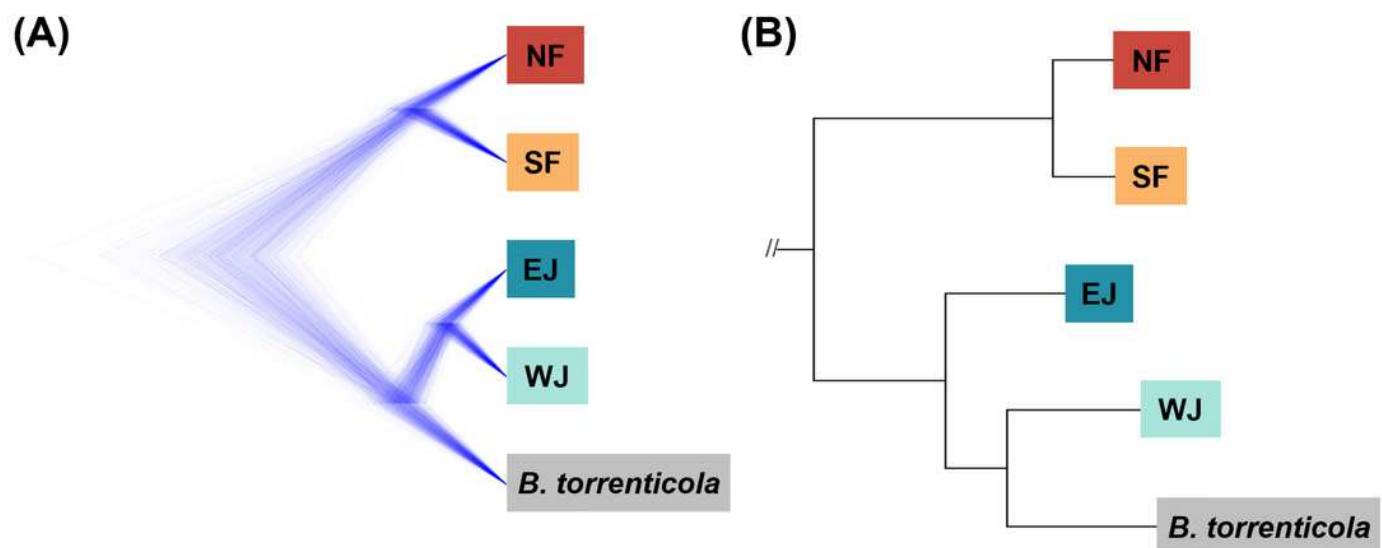 (A)
NF
SF
EJ
WJ
B. torrenticola
(B)
NF
SF
//
EJ
WJ
B. torrenticola